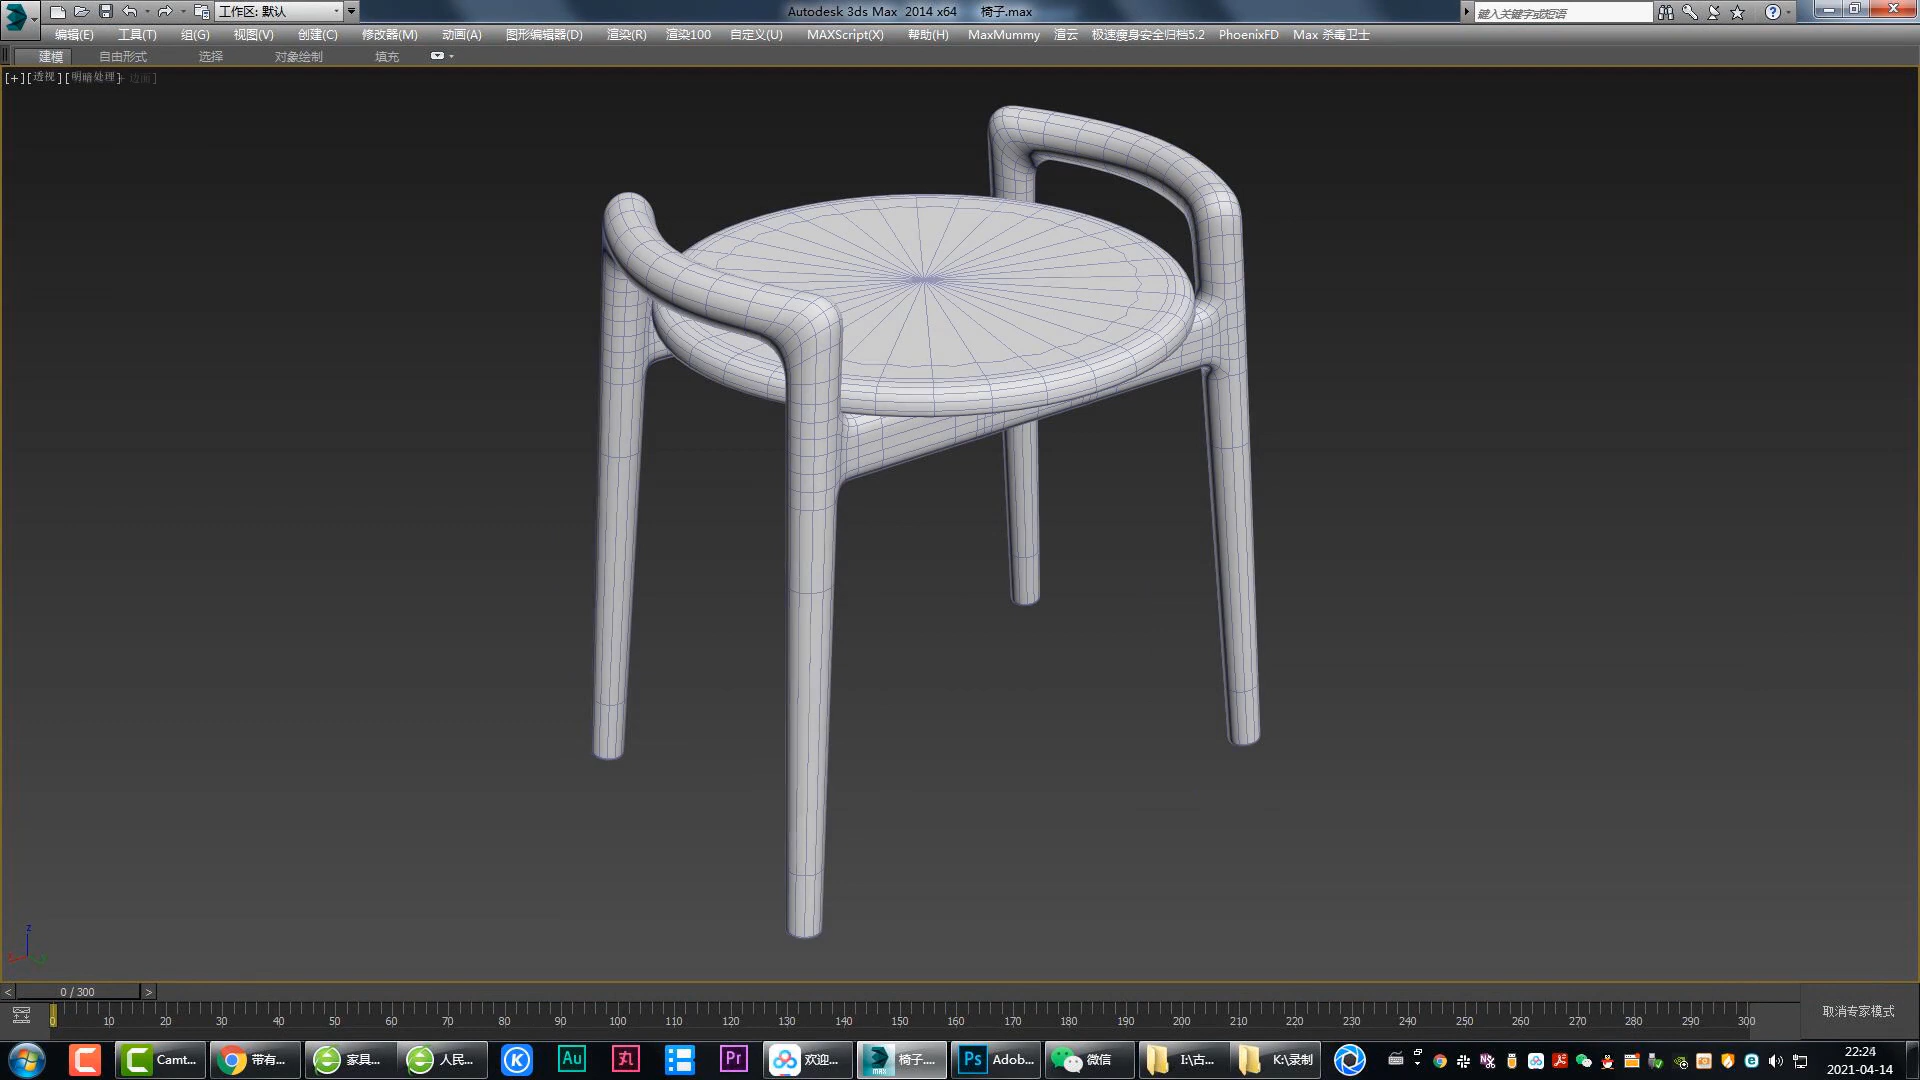 工作区: 默认
Autodesk 3ds Max 2014 x64 椅子.max
键入关键字或短语
编辑(E) 工具(T) 组(G) 视图(V) 创建(C) 修改器(M) 动画(A) 图形编辑器(D) 渲染(R) 渲染100 自定义(U) MAXScript(X) 帮助(H) MaxMummy 渲云 极速瘦身安全归档5.2 PhoenixFD Max 杀毒卫士
建模 自由形式 选择 对象绘制 填充
[+][透视][明暗处理+ 边面]
z
< 0 / 300 >
0 10 20 30 40 50 60 70 80 90 100 110 120 130 140 150 160 170 180 190 200 210 220 230 240 250 260 270 280 290 300
取消专家模式
Camt... 带有... 家具... 人民... Au 丸 Pr 欢迎... MAX 椅子.... Ps Adob... 微信 I:\古... K:\录制
22:24
2021-04-14